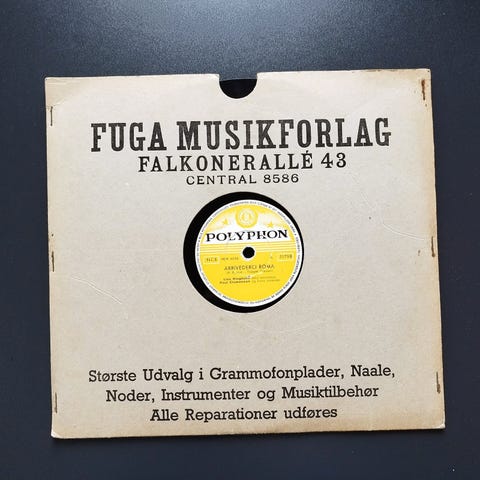 FUGA MUSIKFORLAG
FALKONERALLÉ 43
CENTRAL 8586
POLYPHON
NCB
ARRIVEDERCI ROMA
Største Udvalg i Grammofonplader, Naale,
Noder, Instrumenter og Musiktilbehør
Alle Reparationer udføres